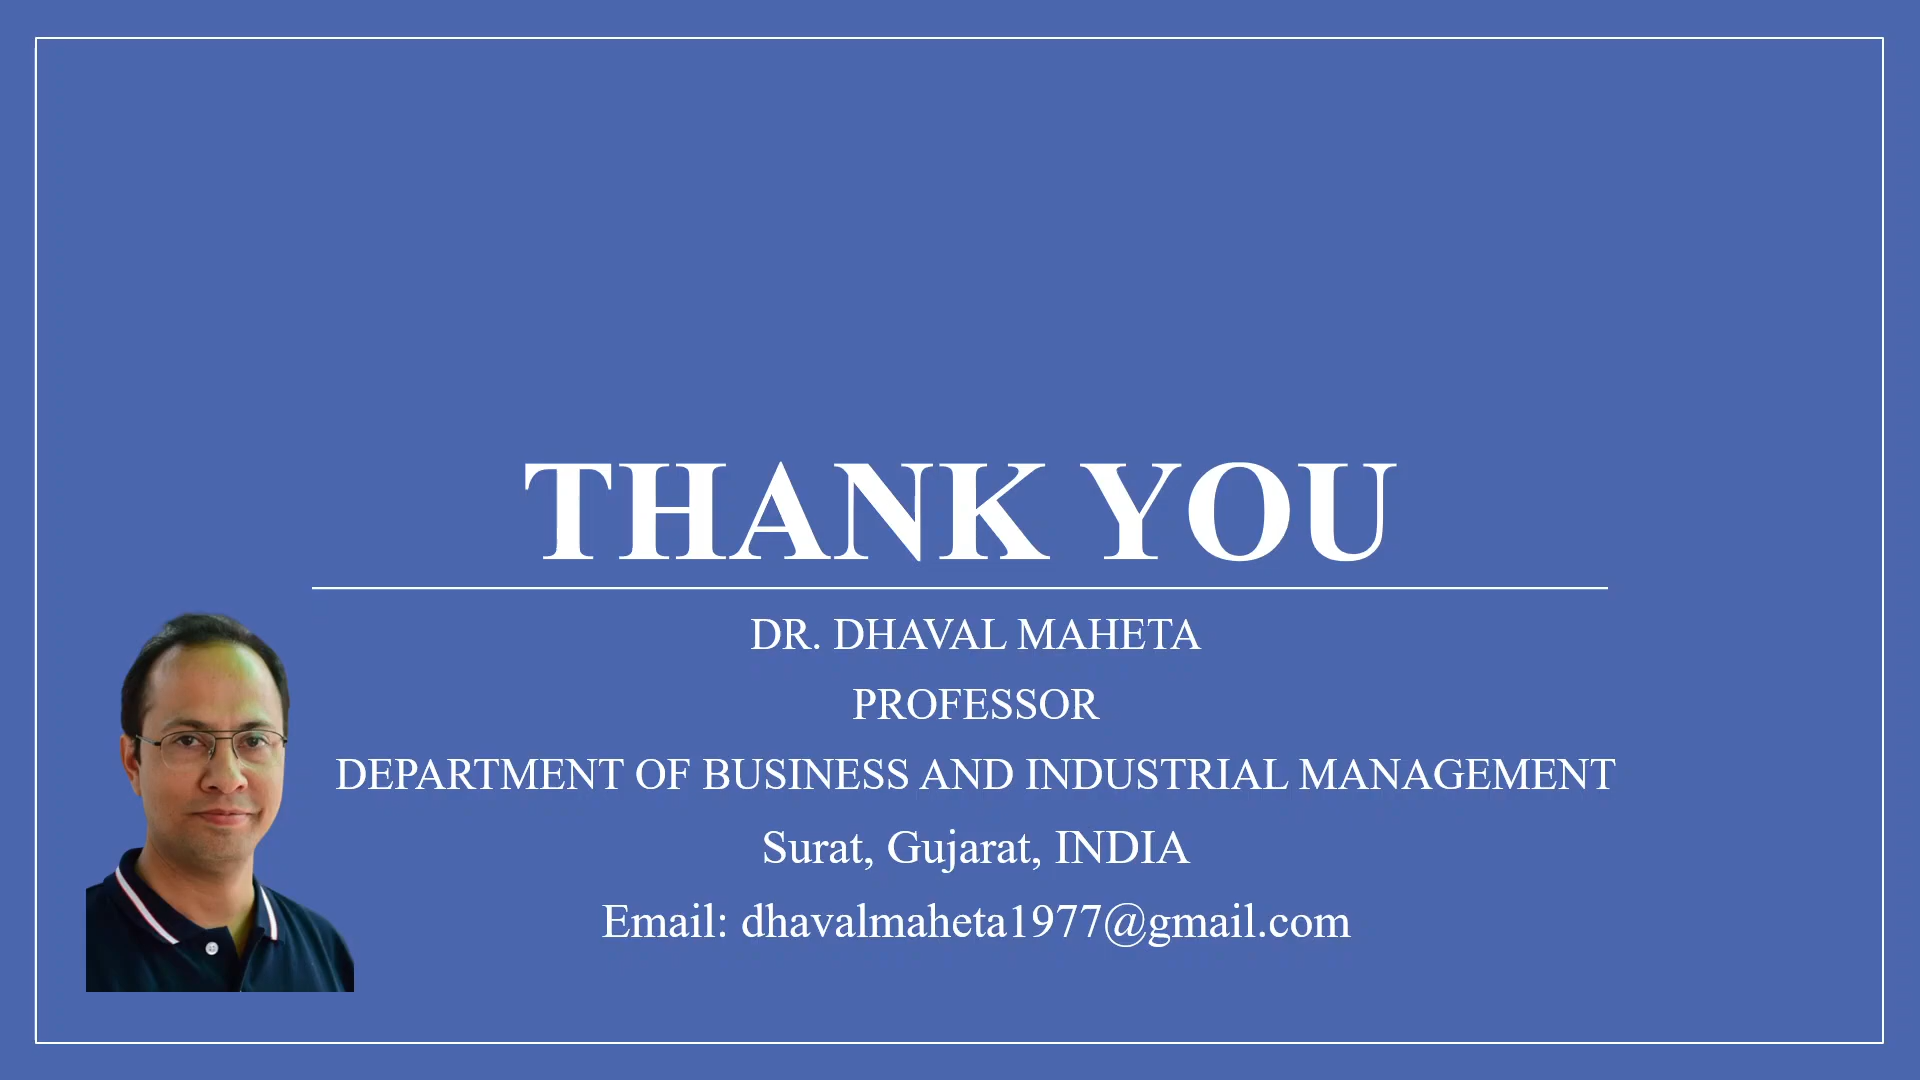 THANK YOU
DR. DHAVAL MAHETA
PROFESSOR
DEPARTMENT OF BUSINESS AND INDUSTRIAL MANAGEMENT
Surat, Gujarat, INDIA
Email: dhavalmaheta1977@gmail.com